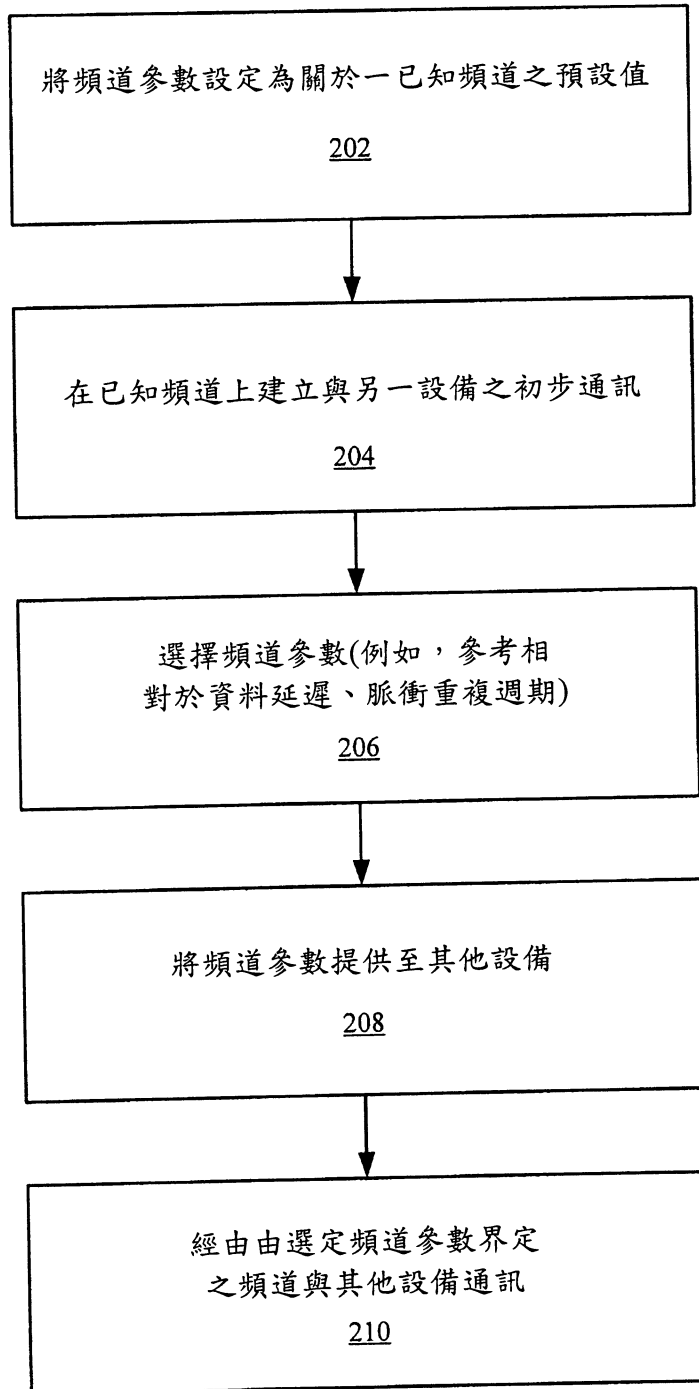 將頻道參數設定為關於一已知頻道之預設值
202
在已知頻道上建立與另一設備之初步通訊
204
選擇頻道參數(例如，參考相
對於資料延遲、脈衝重複週期)
206
將頻道參數提供至其他設備
208
經由由選定頻道參數界定
之頻道與其他設備通訊
210